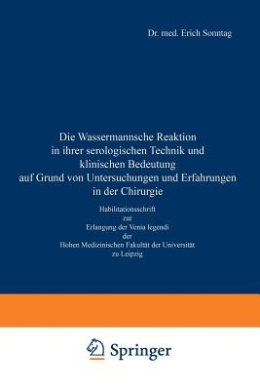 Dr. med. Erich Sonntag
Die Wassermannsche Reaktion
in ihrer serologischen Technik und
klinischen Bedeutung
auf Grund von Untersuchungen und Erfahrungen
in der Chirurgie
Habilitationsschrift
zur
Erlangung der Venia legendi
der
Hohen Medizinischen Fakultät der Universität
zu Leipzig
Springer